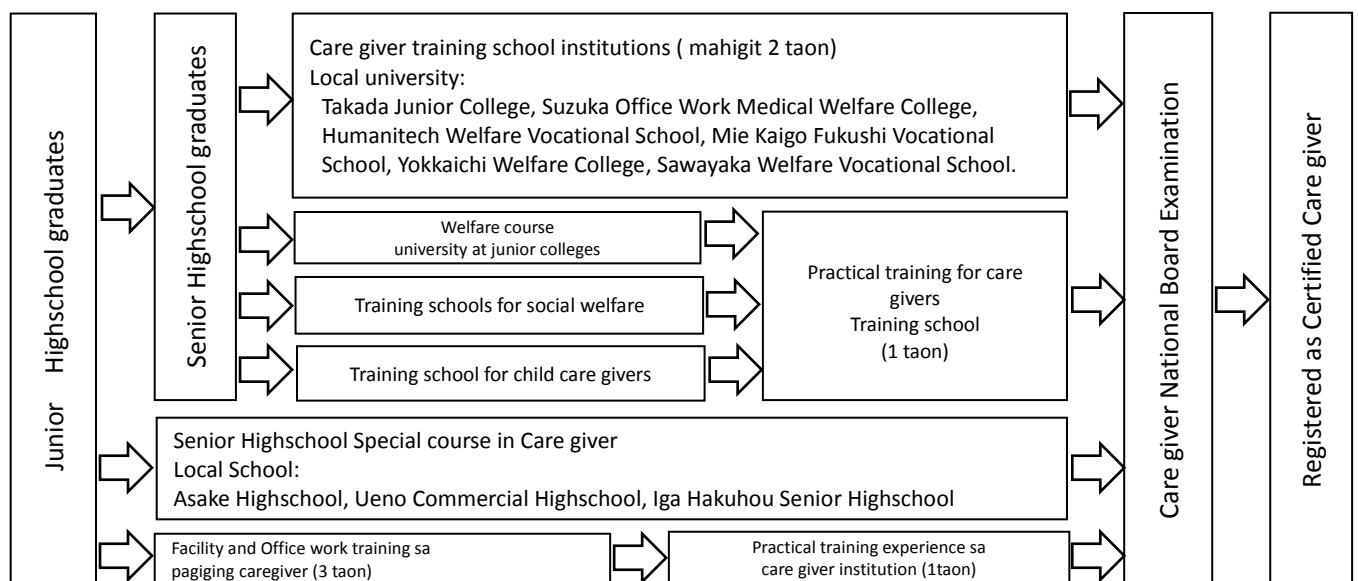 Junior Highschool graduates
Senior Highschool graduates
Care giver training school institutions ( mahigit 2 taon)
Local university:
Takada Junior College, Suzuka Office Work Medical Welfare College,
Humanitech Welfare Vocational School, Mie Kaigo Fukushi Vocational
School, Yokkaichi Welfare College, Sawayaka Welfare Vocational School.
Welfare course
university at junior colleges
Training schools for social welfare
Training school for child care givers
Practical training for care
givers
Training school
(1 taon)
Senior Highschool Special course in Care giver
Local School:
Asake Highschool, Ueno Commercial Highschool, Iga Hakuhou Senior Highschool
Facility and Office work training sa
pagiging caregiver (3 taon)
Practical training experience sa
care giver institution (1taon)
Care giver National Board Examination
Registered as Certified Care giver